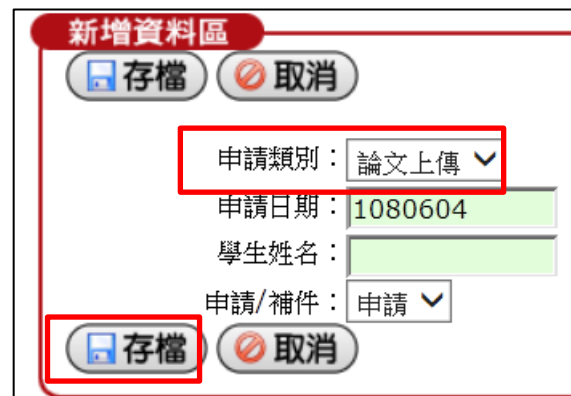 新增資料區
存檔 取消
申請類別：論文上傳
申請日期：1080604
學生姓名：
申請/補件：申請
存檔 取消